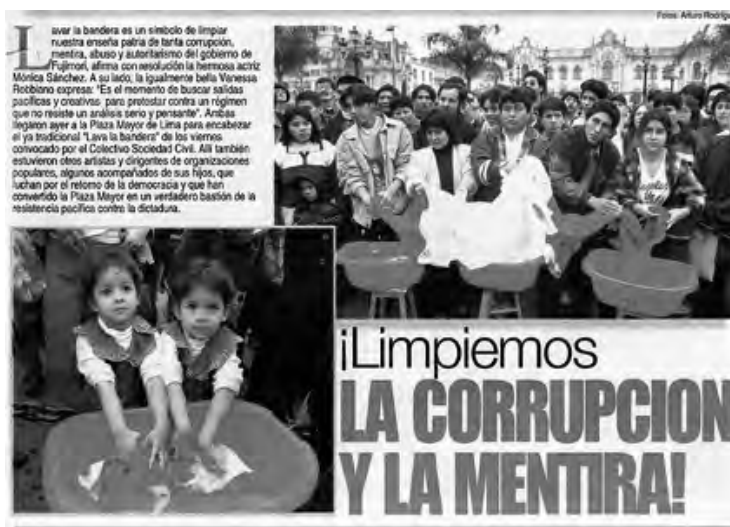 Fotos: Arturo Rodrígu
Lavar la bandera es un símbolo de limpiar
nuestra enseña patria de tanta corrupción,
mentira, abuso y autoritarismo del gobierno de
Fujimori, afirma con resolución la hermosa actriz
Mónica Sánchez. A su lado, la igualmente bella Vanessa
Robbiano expresa: "Es el momento de buscar salidas
pacíficas y creativas para protestar contra un régimen
que no resiste un análisis serio y pensante". Ambas
llegaron ayer a la Plaza Mayor de Lima para encabezar
el ya tradicional "Lava la bandera" de los viernes
convocado por el Colectivo Sociedad Civil. Allí también
estuvieron otros artistas y dirigentes de organizaciones
populares, algunos acompañados de sus hijos, que
luchan por el retorno de la democracia y que han
convertido la Plaza Mayor en un verdadero bastión de la
resistencia pacífica contra la dictadura.
¡Limpiemos
LA CORRUPCION
Y LA MENTIRA!